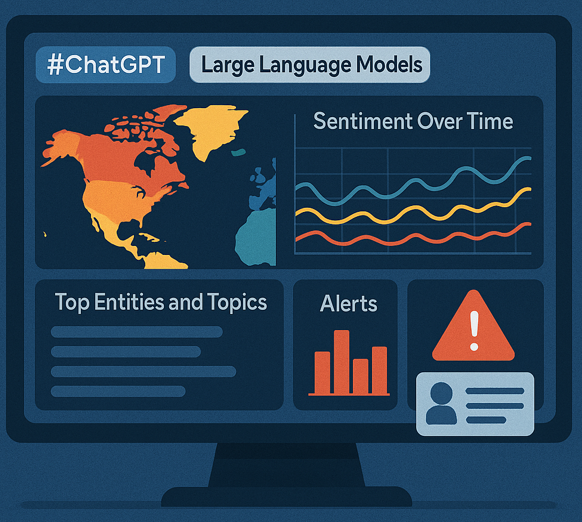 #ChatGPT
Large Language Models
Sentiment Over Time
Top Entities and Topics
Alerts
!